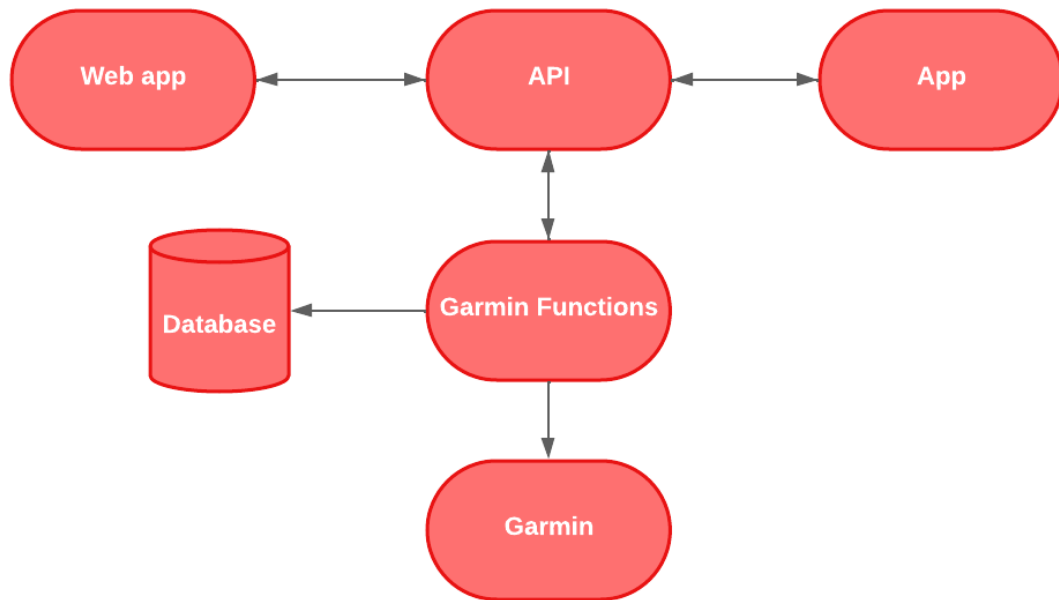 Web app
API
App
Garmin Functions
Database
Garmin